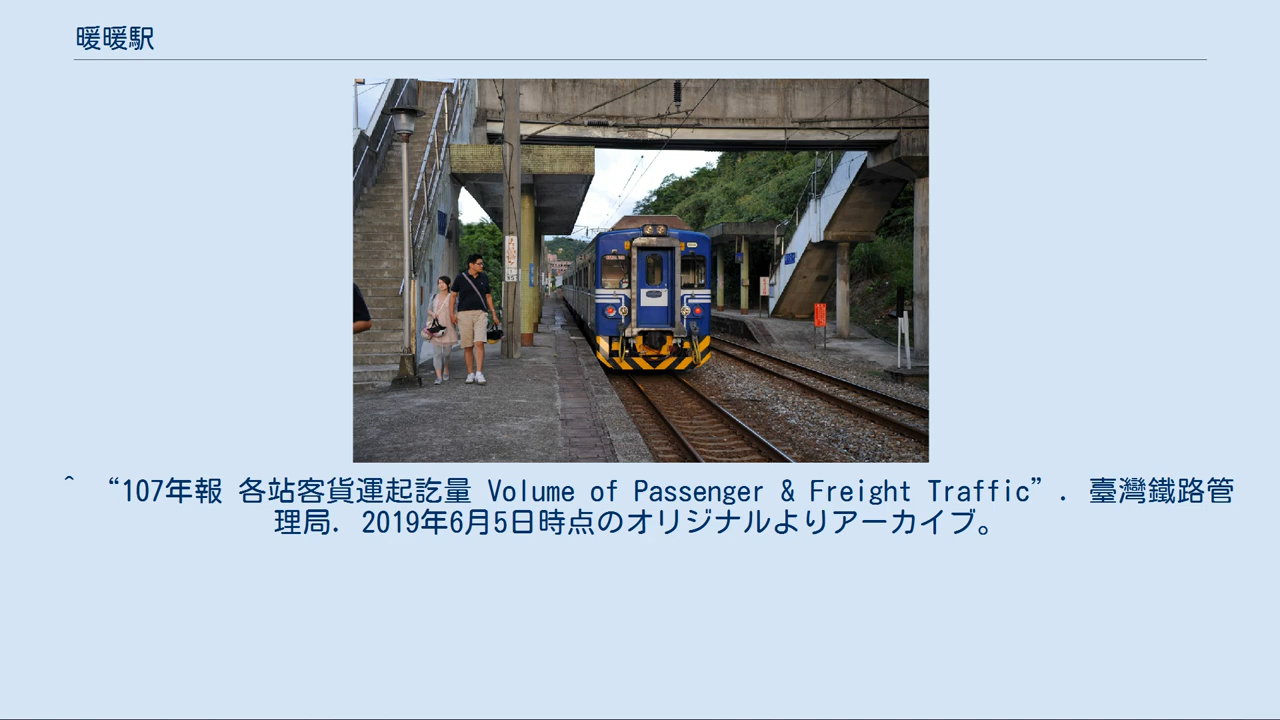 暖暖駅
^ “107年報 各站客貨運起訖量 Volume of Passenger & Freight Traffic”. 臺灣鐵路管
理局. 2019年6月5日時点のオリジナルよりアーカイブ。